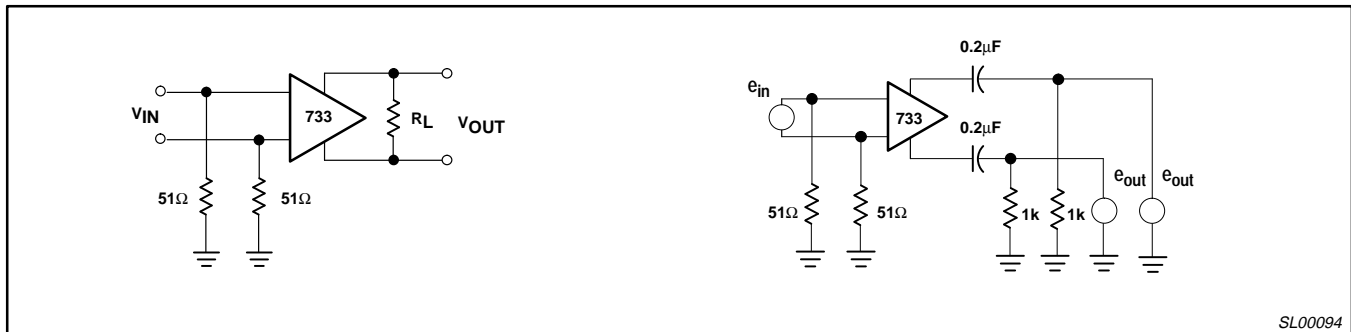 VIN
733
RL
VOUT
51Ω
51Ω
0.2μF
ein
733
0.2μF
eout
eout
51Ω
51Ω
1k
1k
SL00094